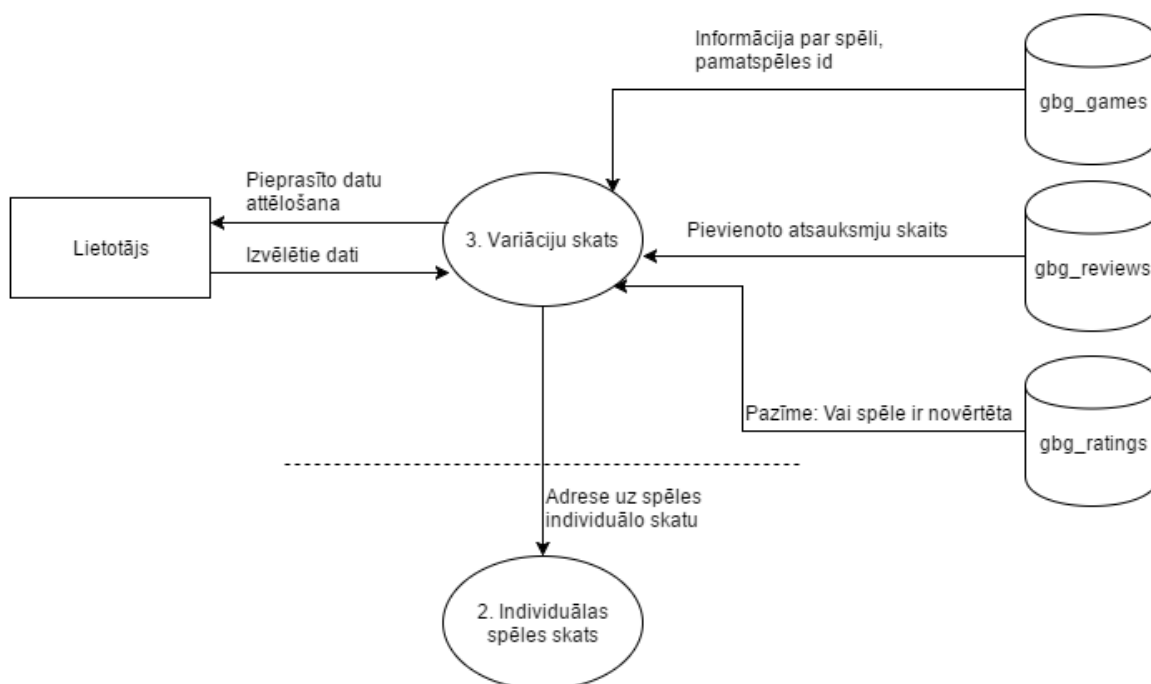 Informācija par spēli,
pamatspēles id
gbg_games
Pieprasīto datu
attēlošana
Lietotājs
Izvēlētie dati
3. Variāciju skats
Pievienoto atsauksmju skaits
gbg_reviews
Pazīme: Vai spēle ir novērtēta
gbg_ratings
Adrese uz spēles
individuālo skatu
2. Individuālas
spēles skats